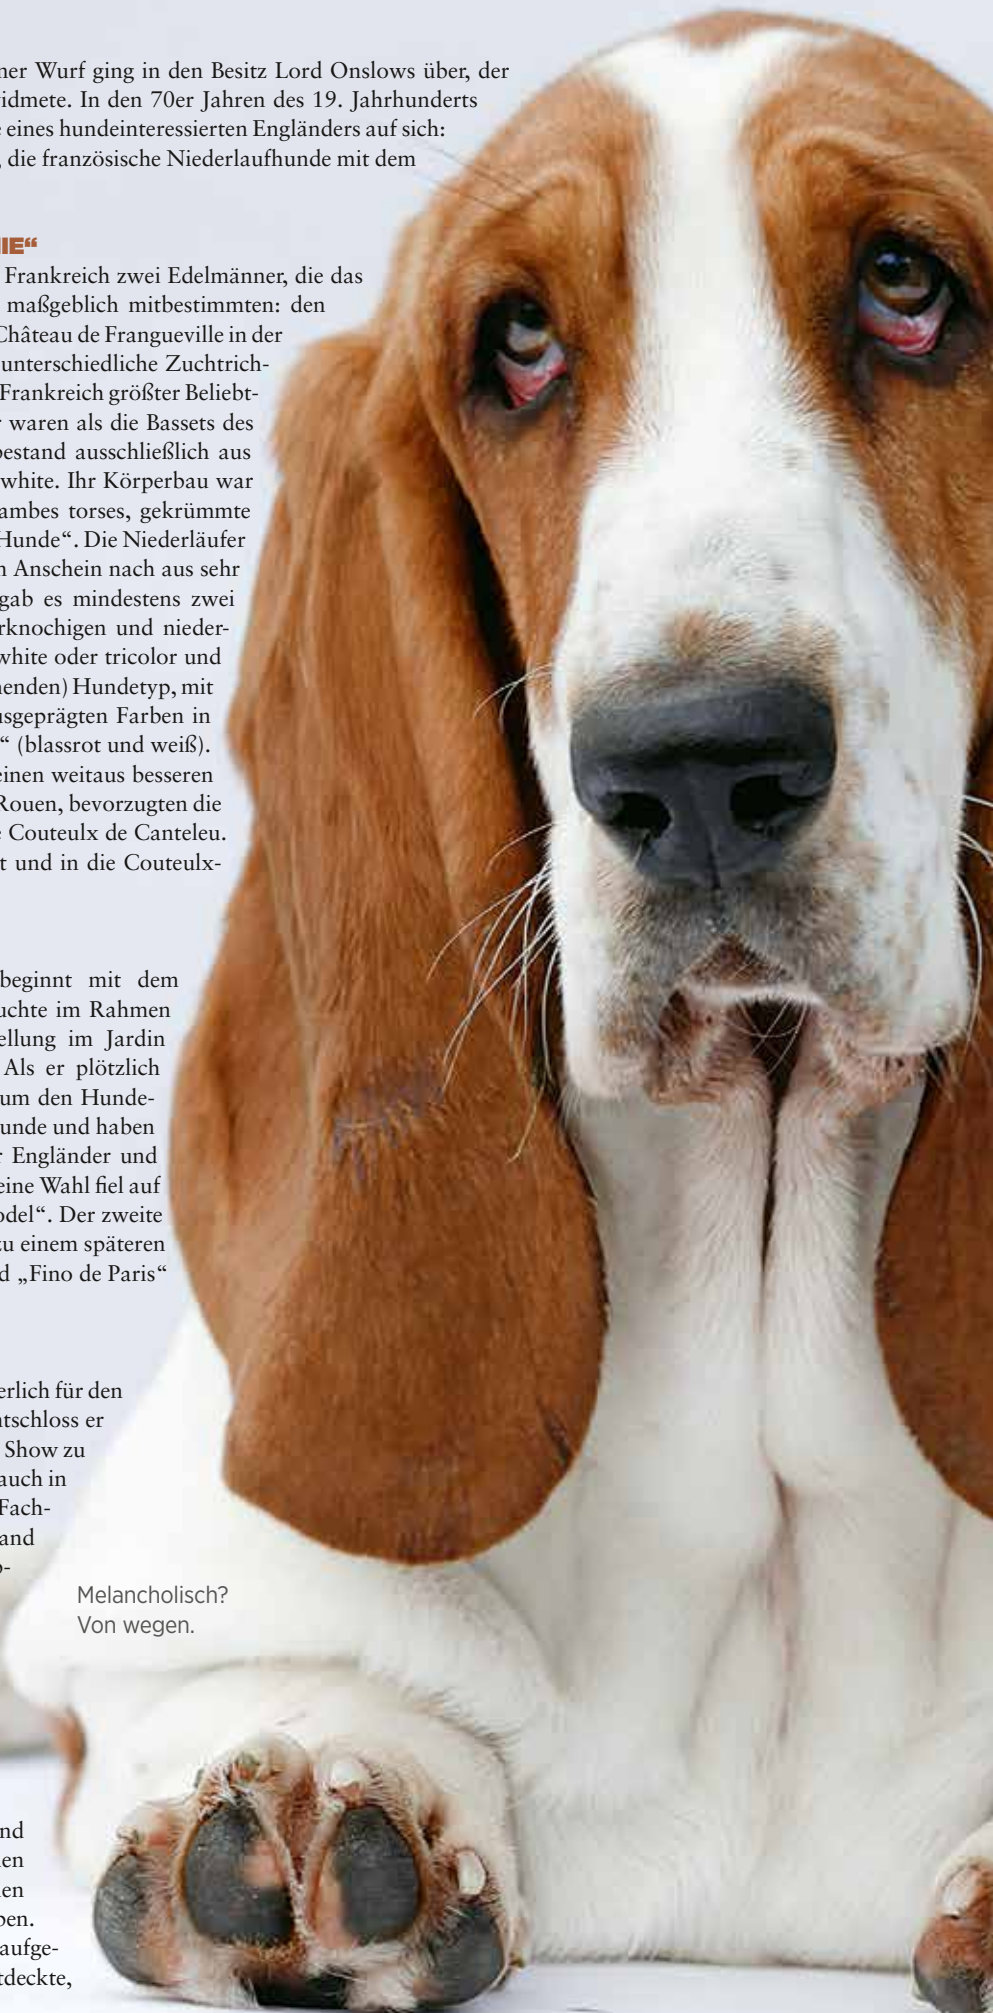 ner Wurf ging in den Besitz Lord Onslows über, der
idmete. In den 70er Jahren des 19. Jahrhunderts
e eines hundeinteressierten Engländers auf sich:
, die französische Niederlaufhunde mit dem
IE“
Frankreich zwei Edelmänner, die das
maßgeblich mitbestimmten: den
Château de Frangueville in der
unterschiedliche Zuchtrich-
Frankreich größter Beliebt-
r waren als die Bassets des
bestand ausschließlich aus
white. Ihr Körperbau war
ambes torses, gekrümmte
Hunde“. Die Niederläufer
n Anschein nach aus sehr
gab es mindestens zwei
rknochigen und nieder-
white oder tricolor und
henden) Hundetyp, mit
usgeprägten Farben in
“ (blassrot und weiß).
einen weitaus besseren
Rouen, bevorzugten die
e Couteulx de Canteleu.
t und in die Couteulx-
beginnt mit dem
uchte im Rahmen
ellung im Jardin
Als er plötzlich
um den Hunde-
unde und haben
r Engländer und
eine Wahl fiel auf
odel“. Der zweite
zu einem späteren
d „Fino de Paris“
erlich für den
ntschloss er
Show zu
auch in
Fach-
and
o-
Melancholisch?
Von wegen.
nd
en
en
ben.
aufge-
tdeckte,